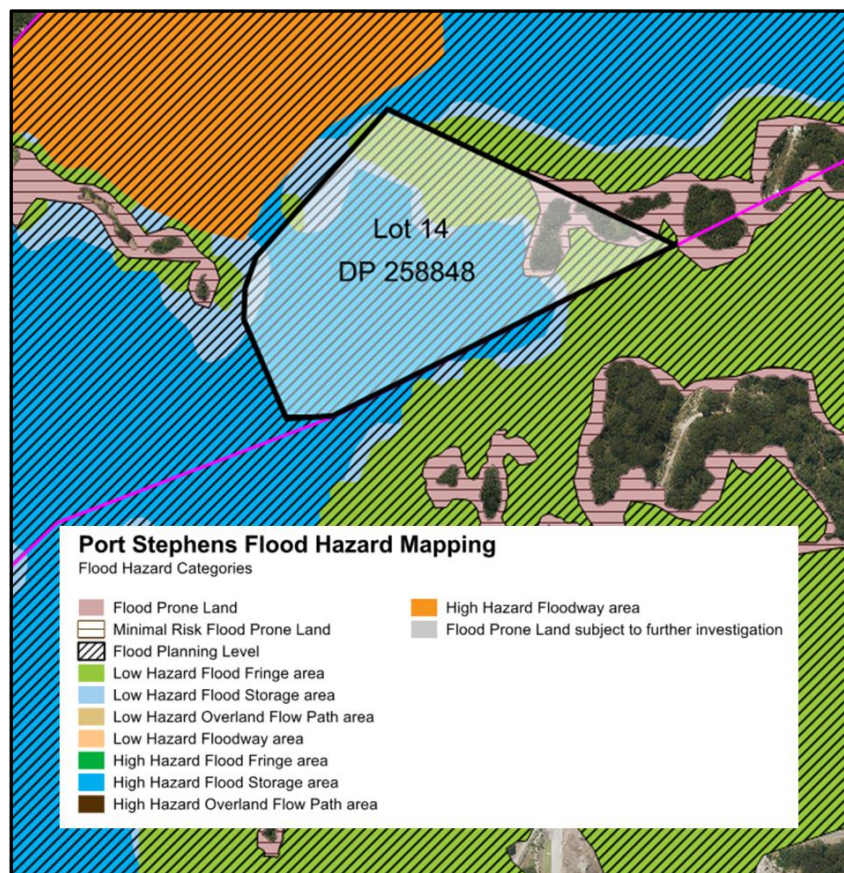 Lot 14
DP 258848
Port Stephens Flood Hazard Mapping
Flood Hazard Categories
Flood Prone Land
Minimal Risk Flood Prone Land
Flood Planning Level
Low Hazard Flood Fringe area
Low Hazard Flood Storage area
Low Hazard Overland Flow Path area
Low Hazard Floodway area
High Hazard Flood Fringe area
High Hazard Flood Storage area
High Hazard Overland Flow Path area
High Hazard Floodway area
Flood Prone Land subject to further investigation